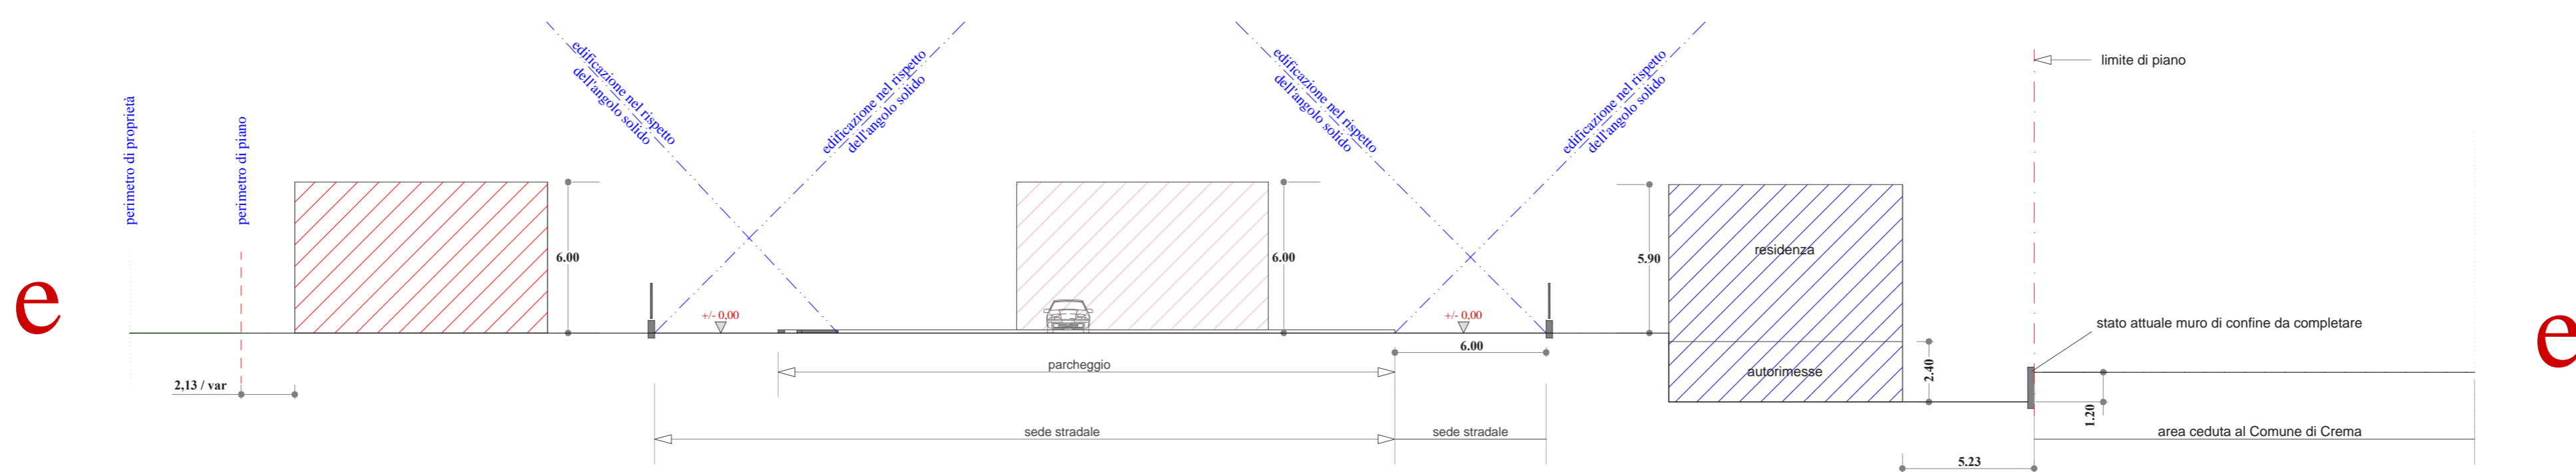 perimetro di proprietà
perimetro di piano
edificazione nel rispetto
dell'angolo solido
edificazione nel rispetto
dell'angolo solido
edificazione nel rispetto
dell'angolo solido
edificazione nel rispetto
dell'angolo solido
limite di piano
e
6.00
+/- 0,00
6.00
+/- 0,00
6.00
5.90
residenza
autorimesse
2.40
stato attuale muro di confine da completare
e
2,13 / var
parcheggio
1.20
sede stradale
sede stradale
area ceduta al Comune di Crema
5.23